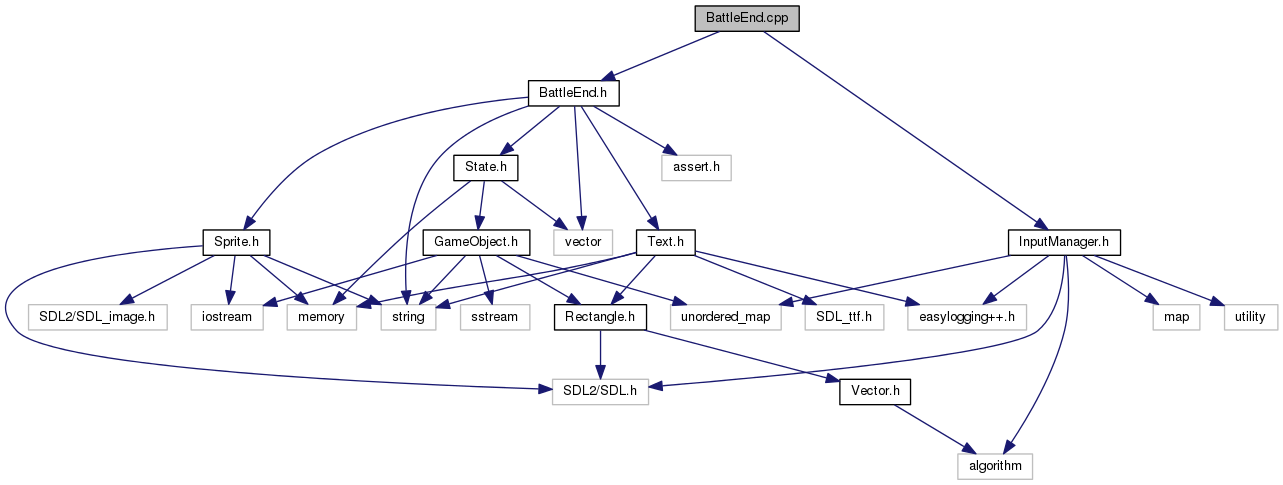 BattleEnd.cpp
BattleEnd.h
State.h
assert.h
Sprite.h
GameObject.h
vector
Text.h
InputManager.h
SDL2/SDL_image.h
iostream
memory
string
sstream
Rectangle.h
unordered_map
SDL_ttf.h
easylogging++.h
map
utility
SDL2/SDL.h
Vector.h
algorithm